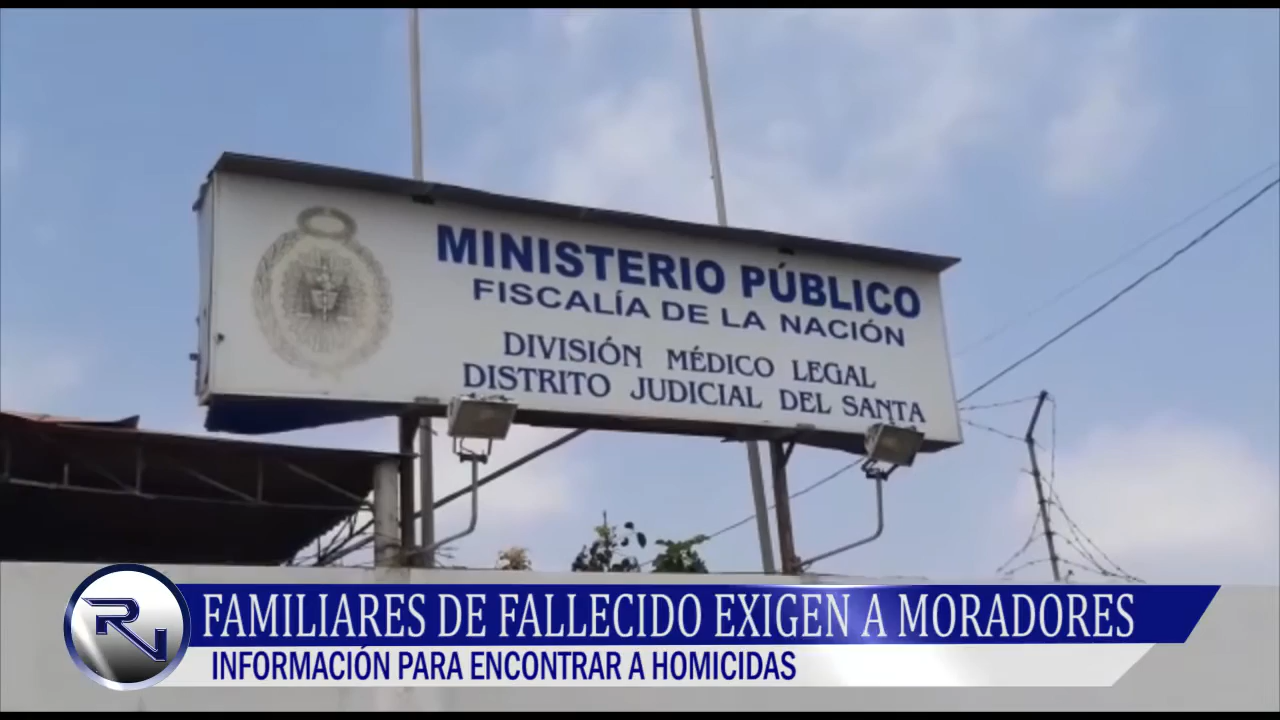 MINISTERIO PÚBLICO
FISCALÍA DE LA NACIÓN
DIVISIÓN MÉDICO LEGAL
DISTRITO JUDICIAL DEL SANTA
RN
FAMILIARES DE FALLECIDO EXIGEN A MORADORES
INFORMACIÓN PARA ENCONTRAR A HOMICIDAS